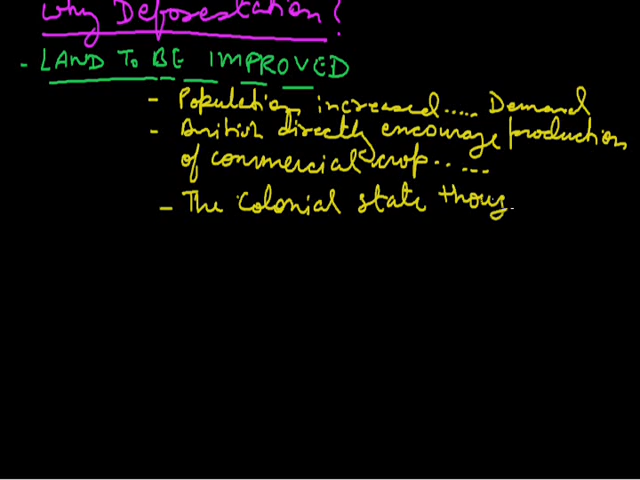 Why Deforestation?
- LAND TO BE IMPROVED
- Population increased..... Demand
- British directly encourage production
of commercial crop.. ...
- The Colonial state thoug